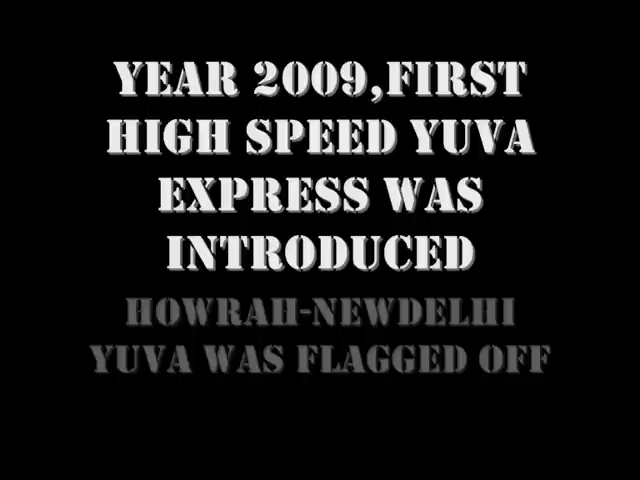 YEAR 2009,FIRST
HIGH SPEED YUVA
EXPRESS WAS
INTRODUCED
HOWRAH-NEWDELHI
YUVA WAS FLAGGED OFF